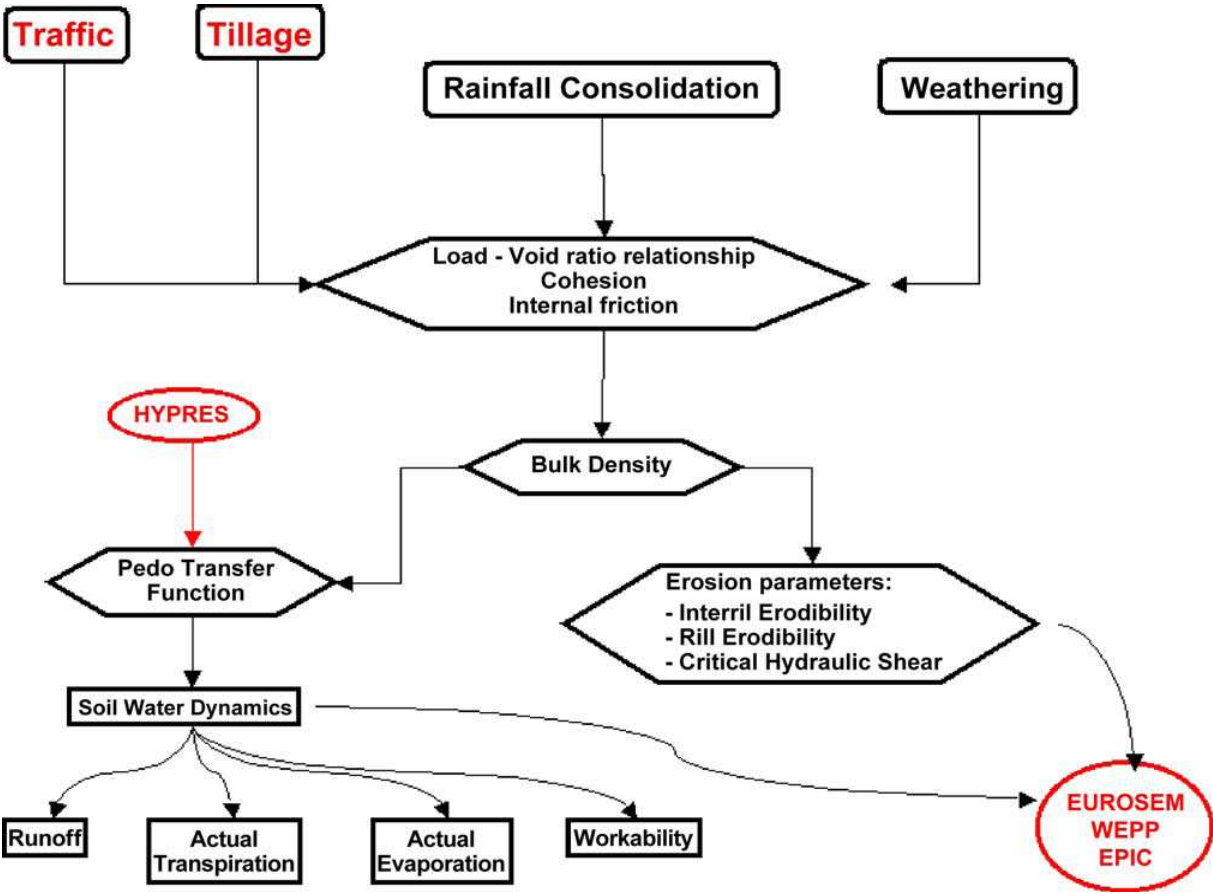 Traffic
Tillage
Rainfall Consolidation
Weathering
Load - Void ratio relationship
Cohesion
Internal friction
HYPRES
Bulk Density
Pedo Transfer
Function
Erosion parameters:
- Interril Erodibility
- Rill Erodibility
- Critical Hydraulic Shear
Soil Water Dynamics
Runoff
Actual
Transpiration
Actual
Evaporation
Workability
EUROSEM
WEPP
EPIC